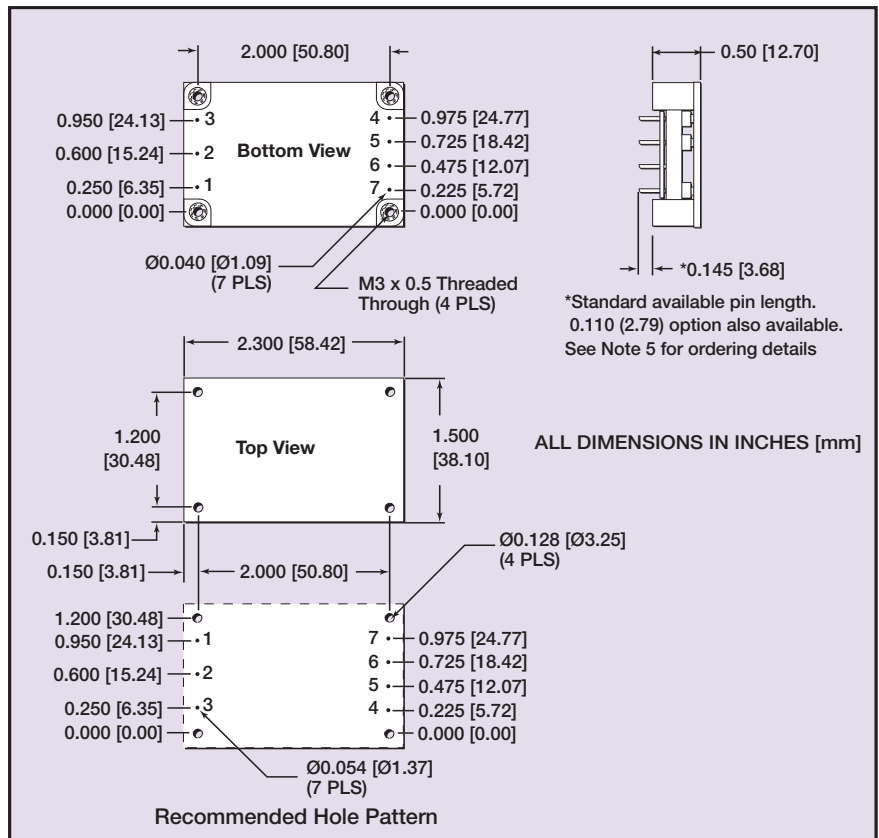 2.000 [50.80]
0.50 [12.70]
0.950 [24.13]
3
4
0.975 [24.77]
0.600 [15.24]
2
Bottom View
5
0.725 [18.42]
6
0.475 [12.07]
0.250 [6.35]
1
7
0.225 [5.72]
0.000 [0.00]
0.000 [0.00]
Ø0.040 [Ø1.09]
(7 PLS)
M3 x 0.5 Threaded
Through (4 PLS)
*0.145 [3.68]
*Standard available pin length.
0.110 (2.79) option also available.
See Note 5 for ordering details
2.300 [58.42]
1.200
[30.48]
Top View
1.500
[38.10]
ALL DIMENSIONS IN INCHES [mm]
0.150 [3.81]
0.150 [3.81]
2.000 [50.80]
Ø0.128 [Ø3.25]
(4 PLS)
1.200 [30.48]
0.950 [24.13]
1
7
0.975 [24.77]
0.600 [15.24]
2
6
0.725 [18.42]
5
0.475 [12.07]
0.250 [6.35]
3
4
0.225 [5.72]
0.000 [0.00]
0.000 [0.00]
Ø0.054 [Ø1.37]
(7 PLS)
Recommended Hole Pattern